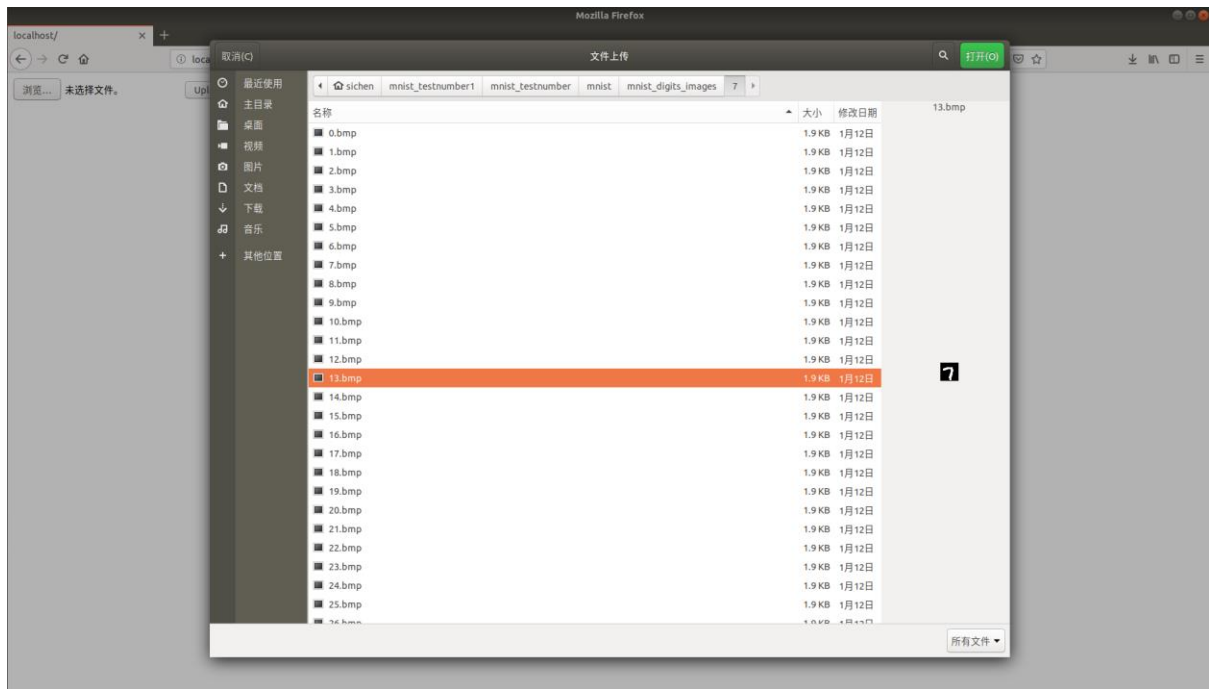 Mozilla Firefox
localhost/ × +
loca
浏览... 未选择文件。 Upl
取消(C) 文件上传 打开(O)
最近使用
主目录
桌面
视频
图片
文档
下载
音乐
+ 其他位置
sichen mnist_testnumber1 mnist_testnumber mnist mnist_digits_images 7
名称 大小 修改日期
0.bmp 1.9 KB 1月12日
1.bmp 1.9 KB 1月12日
2.bmp 1.9 KB 1月12日
3.bmp 1.9 KB 1月12日
4.bmp 1.9 KB 1月12日
5.bmp 1.9 KB 1月12日
6.bmp 1.9 KB 1月12日
7.bmp 1.9 KB 1月12日
8.bmp 1.9 KB 1月12日
9.bmp 1.9 KB 1月12日
10.bmp 1.9 KB 1月12日
11.bmp 1.9 KB 1月12日
12.bmp 1.9 KB 1月12日
13.bmp 1.9 KB 1月12日
14.bmp 1.9 KB 1月12日
15.bmp 1.9 KB 1月12日
16.bmp 1.9 KB 1月12日
17.bmp 1.9 KB 1月12日
18.bmp 1.9 KB 1月12日
19.bmp 1.9 KB 1月12日
20.bmp 1.9 KB 1月12日
21.bmp 1.9 KB 1月12日
22.bmp 1.9 KB 1月12日
23.bmp 1.9 KB 1月12日
24.bmp 1.9 KB 1月12日
25.bmp 1.9 KB 1月12日
26.bmp 1.9 KB 1月12日
13.bmp
7
所有文件